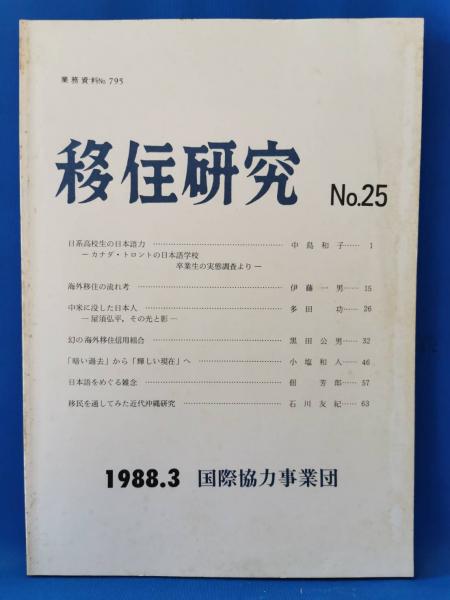 業務資料No.795
移住研究 No.25
日系高校生の日本語力 …… 中島和子 …… 1
―カナダ・トロントの日本語学校
卒業生の実態調査より―
海外移住の流れ考 …… 伊藤一男 …… 15
中米に没した日本人 …… 多田功 …… 26
―屋須弘平，その光と影―
幻の海外移住信用組合 …… 黒田公男 …… 32
「暗い過去」から「輝しい現在」へ …… 小塩和人 …… 46
日本語をめぐる雑念 …… 佃芳郎 …… 57
移民を通してみた近代沖縄研究 …… 石川友紀 …… 63
1988.3 国際協力事業団